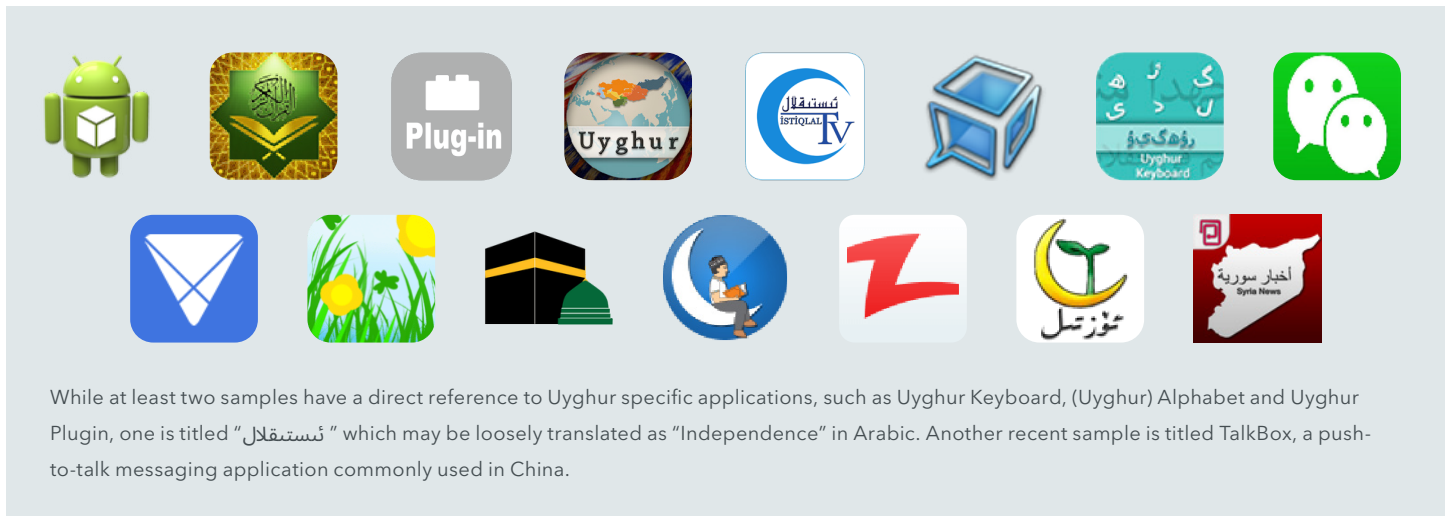 Plug-in
Uyghur
ئىستىقلال
İSTİQLAL
TV
گ ژ ھ
ل د ى
Uyghur
Keyboard
ئۇزتىل
أخبار سورية
Syria News
While at least two samples have a direct reference to Uyghur specific applications, such as Uyghur Keyboard, (Uyghur) Alphabet and Uyghur
Plugin, one is titled “ئىستىقلال ” which may be loosely translated as “Independence” in Arabic. Another recent sample is titled TalkBox, a push-
to-talk messaging application commonly used in China.